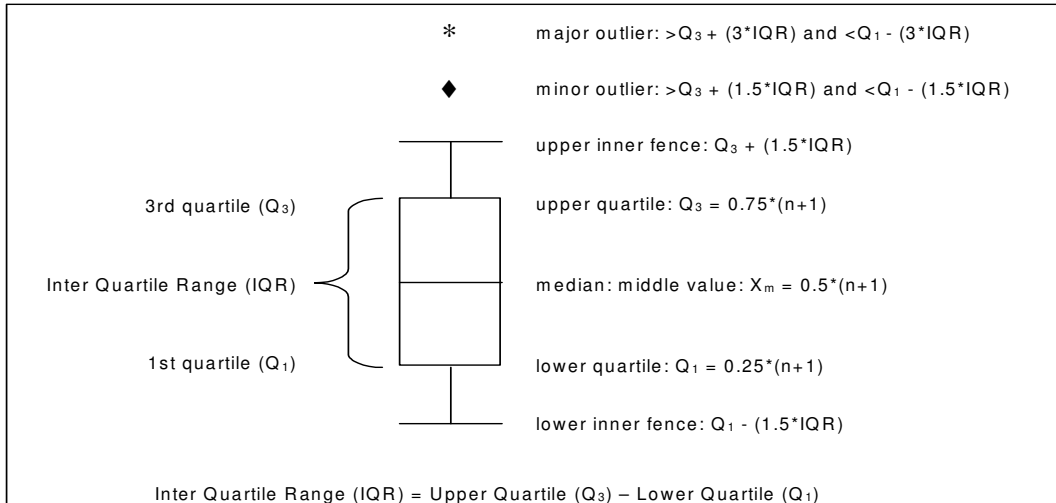 * major outlier: >Q₃ + (3*IQR) and <Q₁ - (3*IQR)
minor outlier: >Q₃ + (1.5*IQR) and <Q₁ - (1.5*IQR)
upper inner fence: Q₃ + (1.5*IQR)
3rd quartile (Q₃) upper quartile: Q₃ = 0.75*(n+1)
Inter Quartile Range (IQR) median: middle value: Xₘ = 0.5*(n+1)
1st quartile (Q₁) lower quartile: Q₁ = 0.25*(n+1)
lower inner fence: Q₁ - (1.5*IQR)
Inter Quartile Range (IQR) = Upper Quartile (Q₃) – Lower Quartile (Q₁)